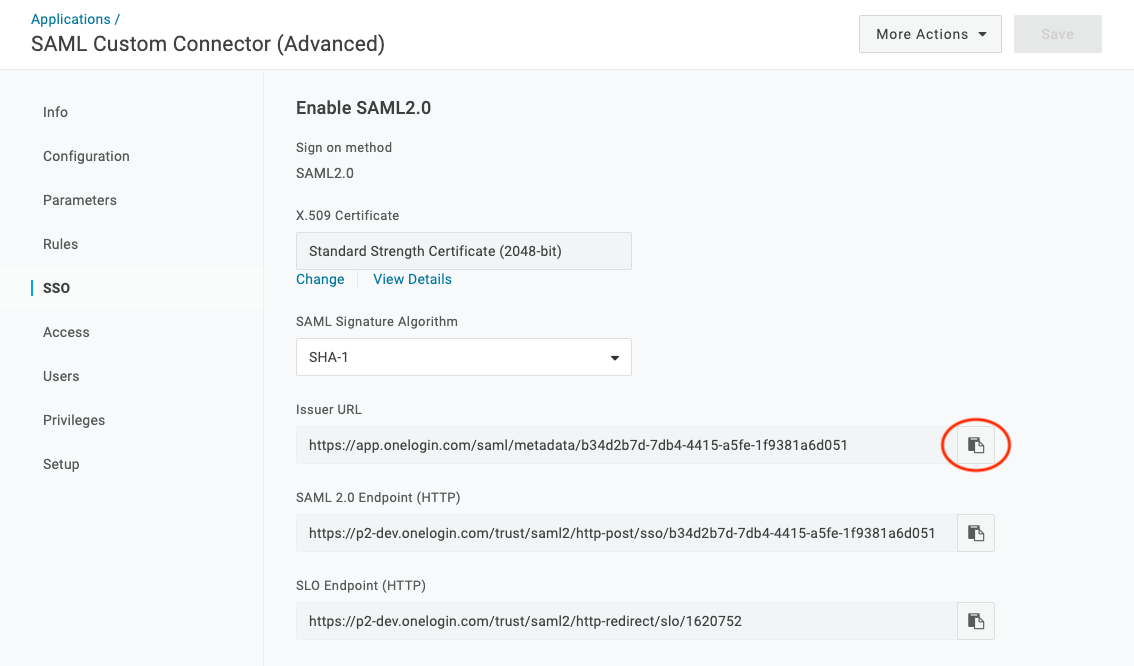 Applications /
SAML Custom Connector (Advanced)
More Actions
Save
Info
Configuration
Parameters
Rules
SSO
Access
Users
Privileges
Setup
Enable SAML2.0
Sign on method
SAML2.0
X.509 Certificate
Standard Strength Certificate (2048-bit)
Change
View Details
SAML Signature Algorithm
SHA-1
Issuer URL
https://app.onelogin.com/saml/metadata/b34d2b7d-7db4-4415-a5fe-1f9381a6d051
SAML 2.0 Endpoint (HTTP)
https://p2-dev.onelogin.com/trust/saml2/http-post/sso/b34d2b7d-7db4-4415-a5fe-1f9381a6d051
SLO Endpoint (HTTP)
https://p2-dev.onelogin.com/trust/saml2/http-redirect/slo/1620752